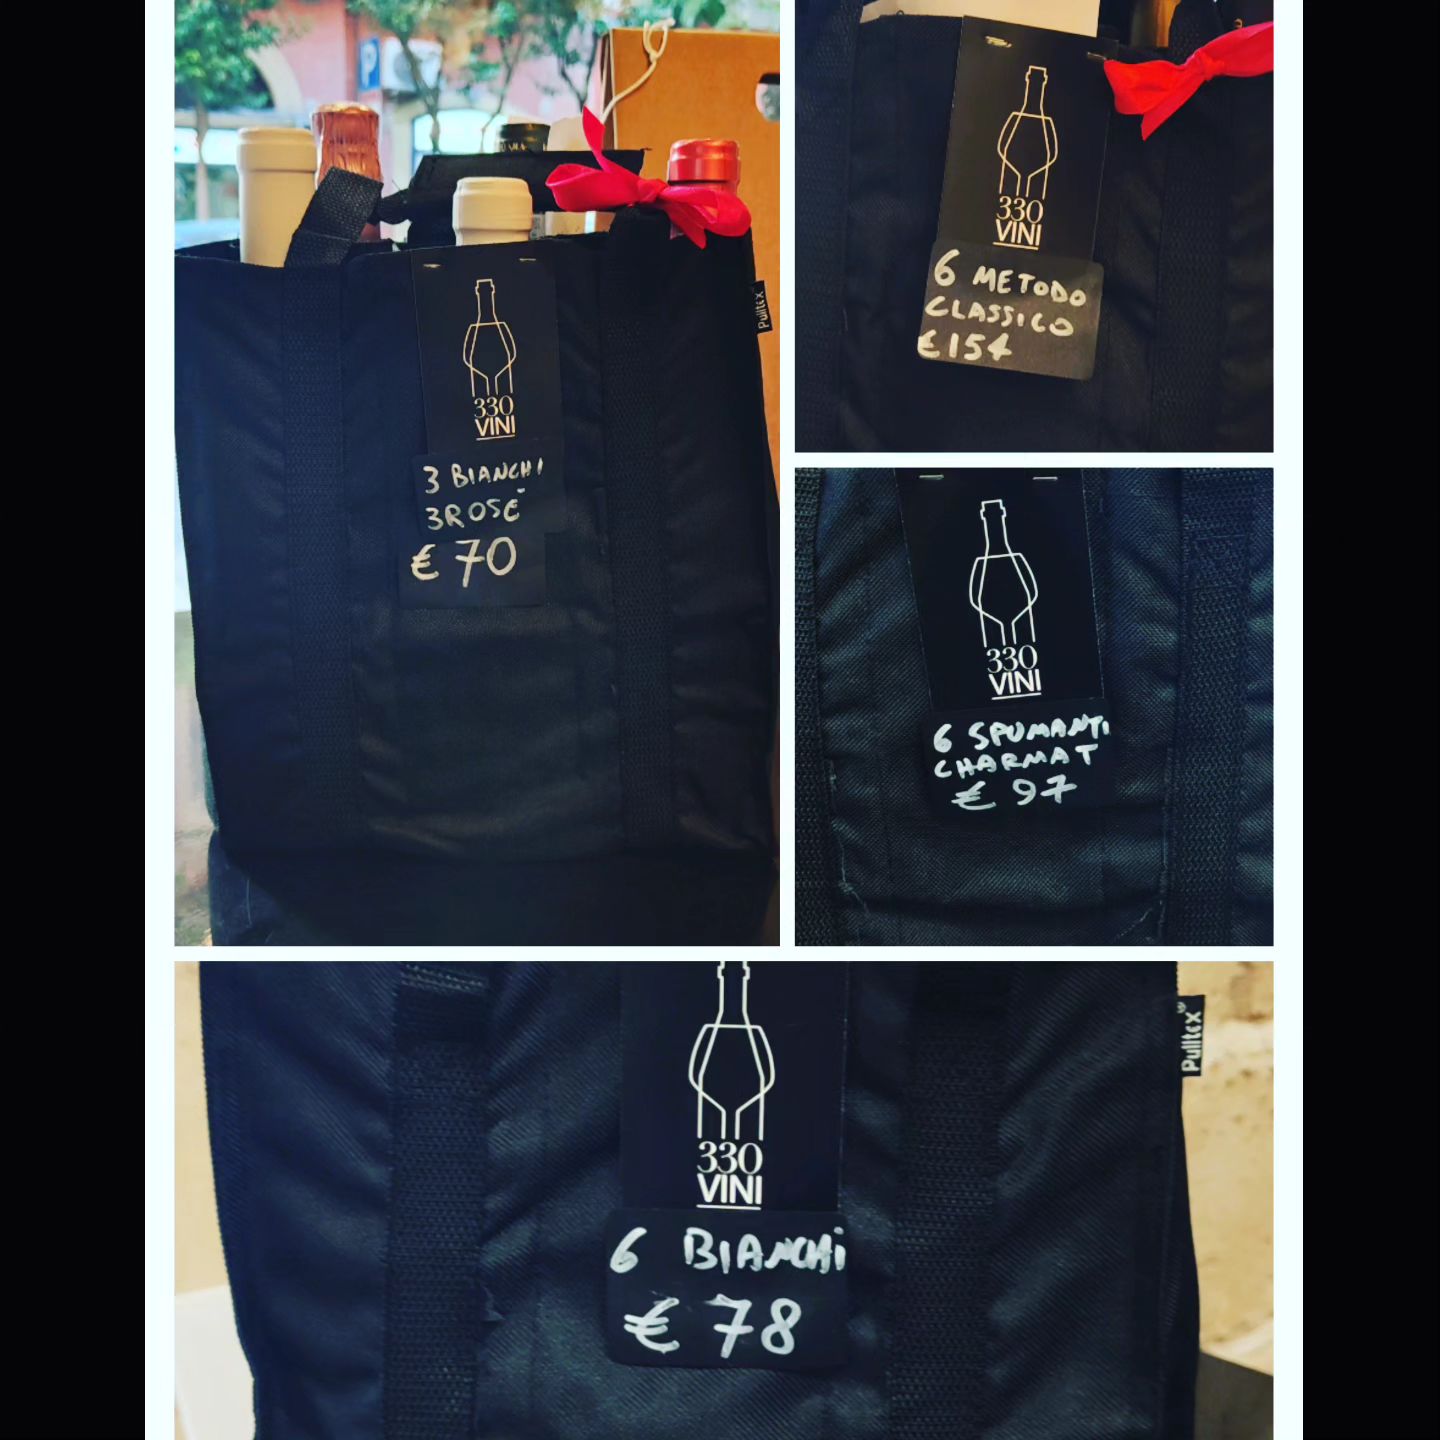 P
330
VINI
3 BIANCHI
3 ROSÉ
€ 70
Pulltex
330
VINI
6 METODO
CLASSICO
€ 154
330
VINI
6 SPUMANTI
CHARMAT
€ 97
Pulltex
330
VINI
6 BIANCHi
€ 78